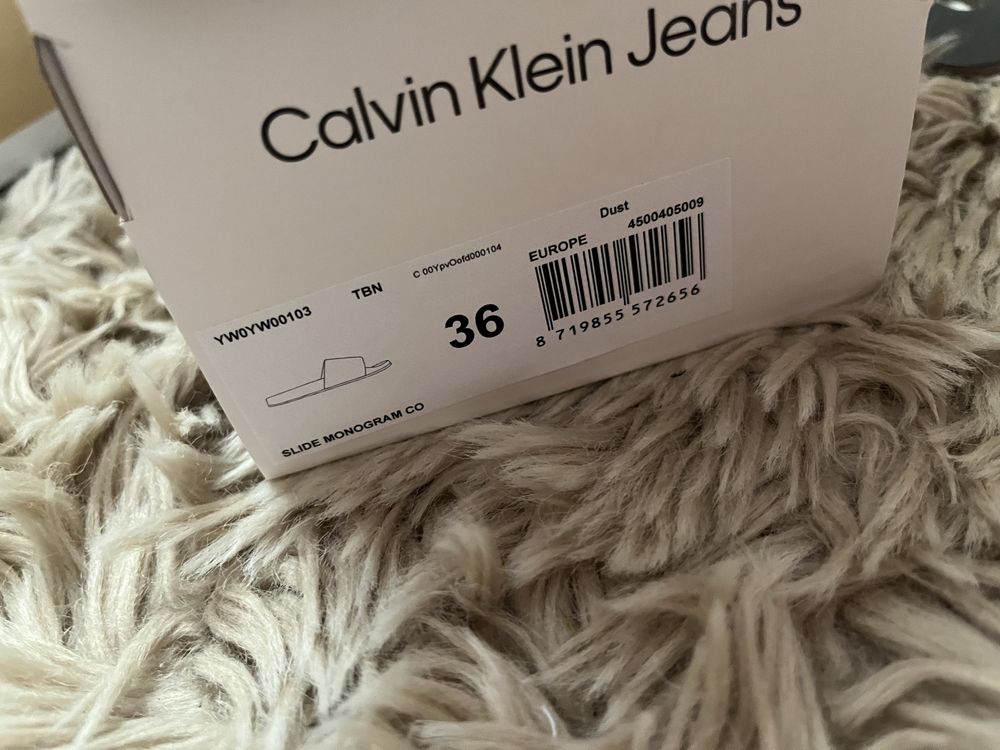 Calvin Klein Jeans
Dust
4500405009
EUROPE
C 00YpvOofd000104
TBN
YW0YW00103
36
8 719855 572656
SLIDE MONOGRAM CO